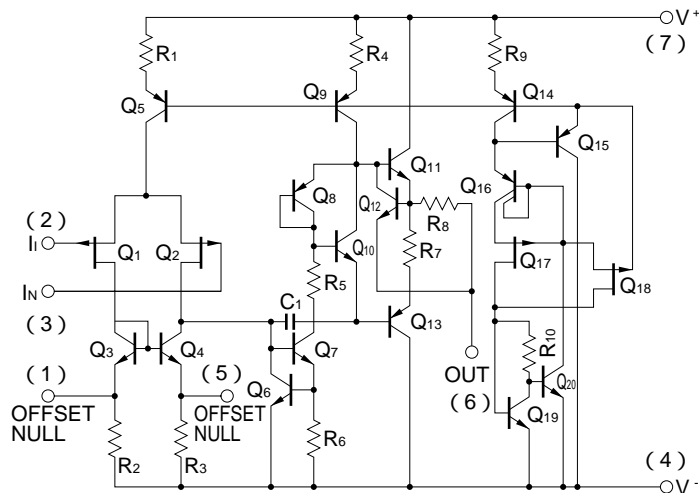 V+
(7)
R1
R4
R9
Q5
Q9
Q14
Q15
Q11
Q8
Q12
Q16
R8
(2)
II
Q1
Q2
Q10
R7
Q17
Q18
IN
R5
C1
(3)
Q13
Q3
Q4
Q7
R10
(1)
(5)
Q6
OUT
Q20
OFFSET
NULL
OFFSET
NULL
(6)
Q19
R2
R3
R6
(4)
V-